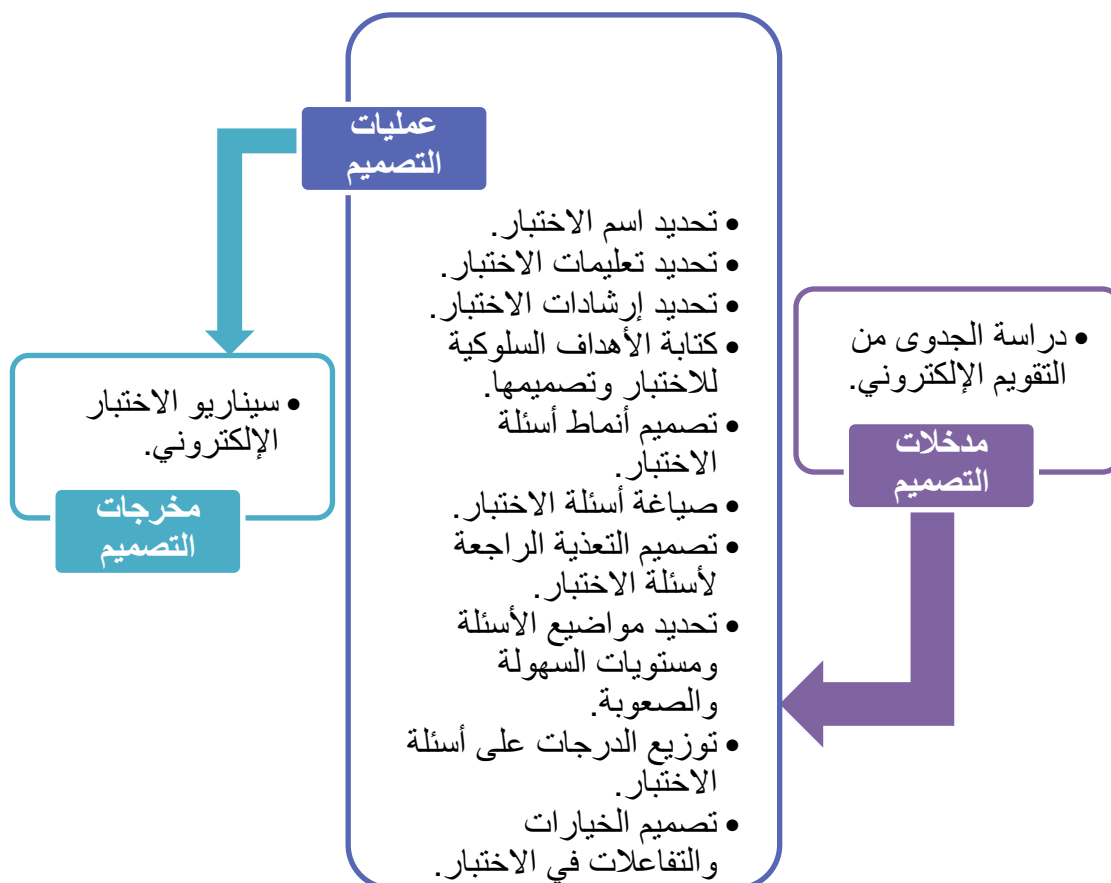 دراسة الجدوى من
التقويم الإلكتروني.
مدخلات
التصميم
عمليات
التصميم
تحديد اسم الاختبار.
تحديد تعليمات الاختبار.
تحديد إرشادات الاختبار.
كتابة الأهداف السلوكية
للاختبار وتصميمها.
تصميم أنماط أسئلة
الاختبار.
صياغة أسئلة الاختبار.
تصميم التعذية الراجعة
لأسئلة الاختبار.
تحديد مواضيع الأسئلة
ومستويات السهولة
والصعوبة.
توزيع الدرجات على أسئلة
الاختبار.
تصميم الخيارات
والتفاعلات في الاختبار.
سيناريو الاختبار
الإلكتروني.
مخرجات
التصميم